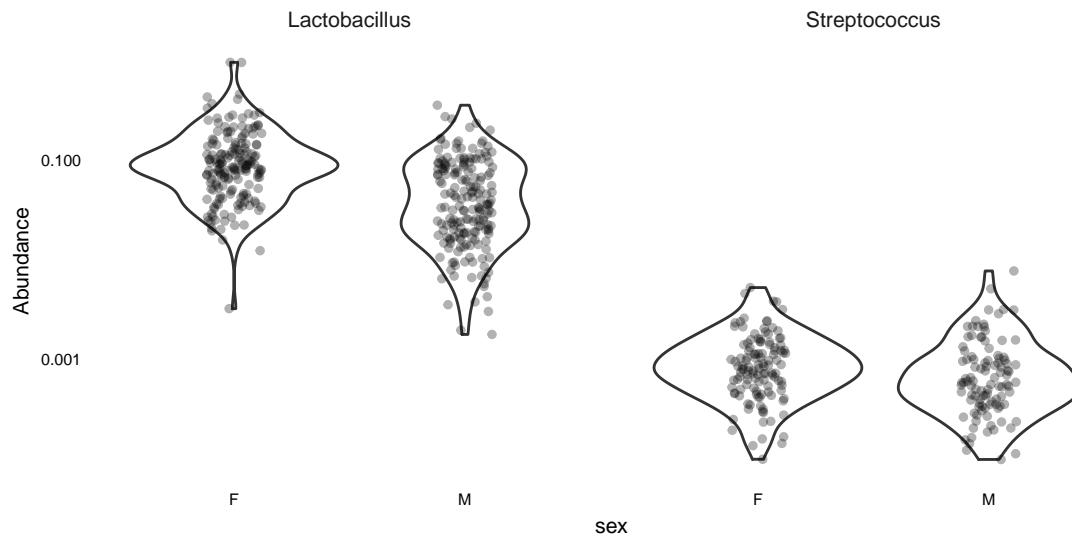 Lactobacillus
Streptococcus
Abundance
0.100
0.001
F
M
F
M
sex